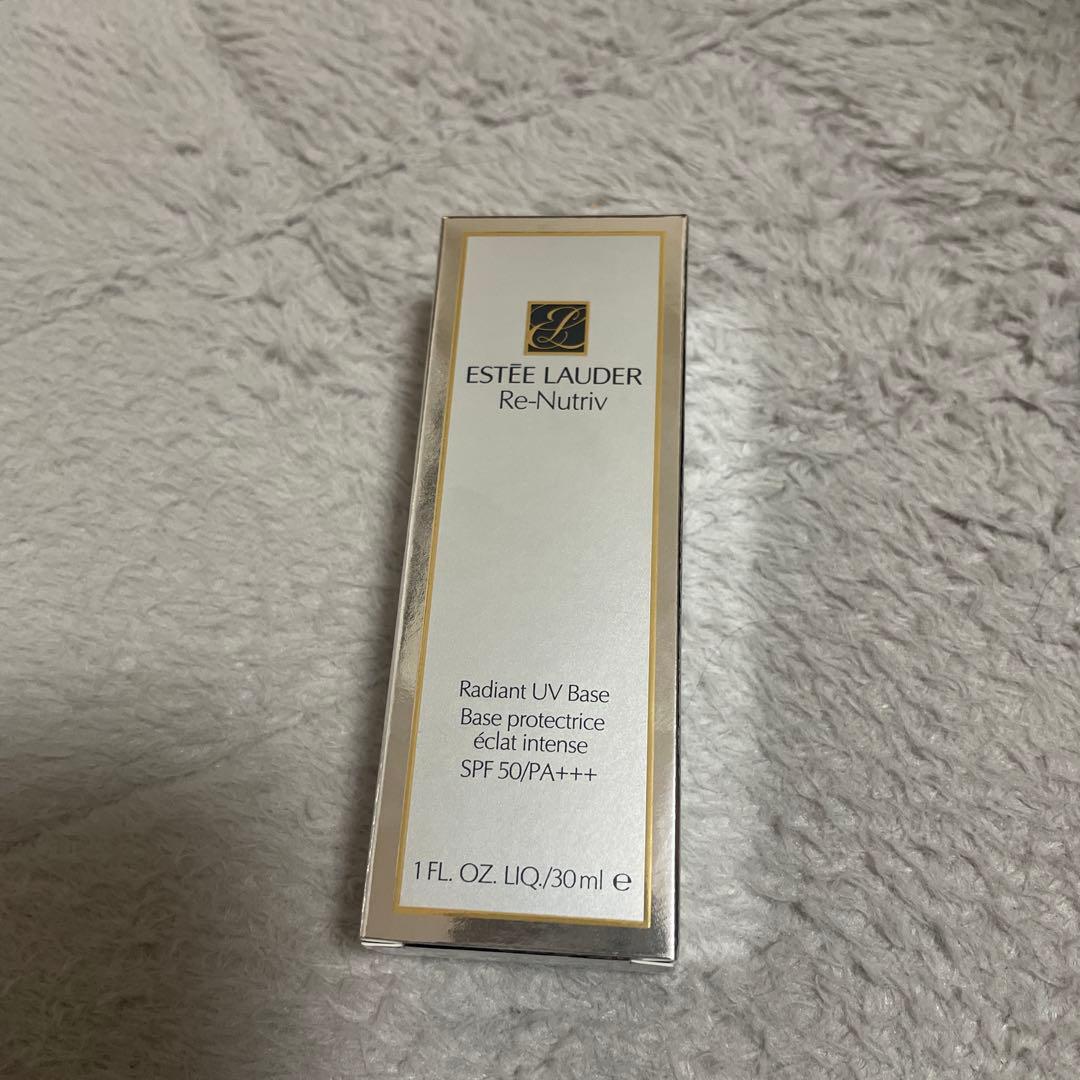 EL
ESTĒE LAUDER
Re-Nutriv
Radiant UV Base
Base protectrice
éclat intense
SPF 50/PA+++
1 FL. OZ. LIQ./30 ml ℮